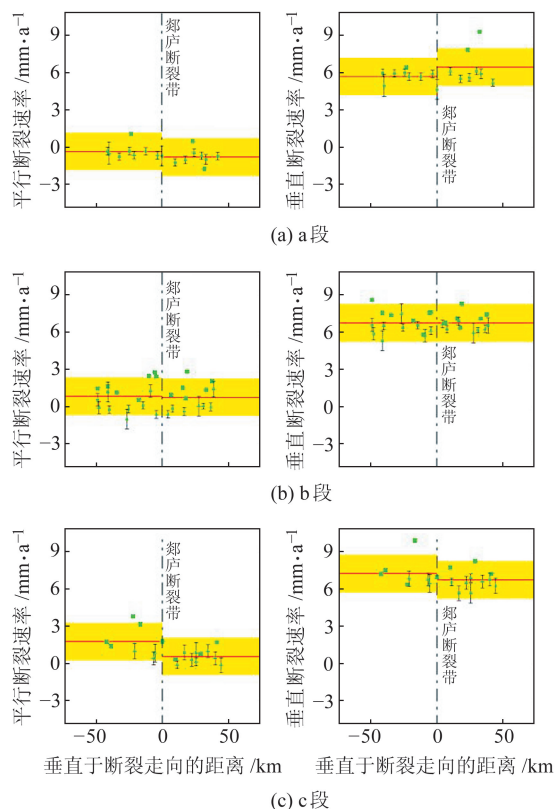 平行断裂速率 /mm·a⁻¹
9
6
3
0
−3
郯庐断裂带
垂直断裂速率 /mm·a⁻¹
9
6
3
0
−3
郯庐断裂带
(a) a段
平行断裂速率 /mm·a⁻¹
9
6
3
0
−3
郯庐断裂带
垂直断裂速率 /mm·a⁻¹
9
6
3
0
−3
郯庐断裂带
(b) b段
平行断裂速率 /mm·a⁻¹
9
6
3
0
−3
郯庐断裂带
−50 0 50
垂直于断裂走向的距离 /km
垂直断裂速率 /mm·a⁻¹
9
6
3
0
−3
郯庐断裂带
−50 0 50
垂直于断裂走向的距离 /km
(c) c段